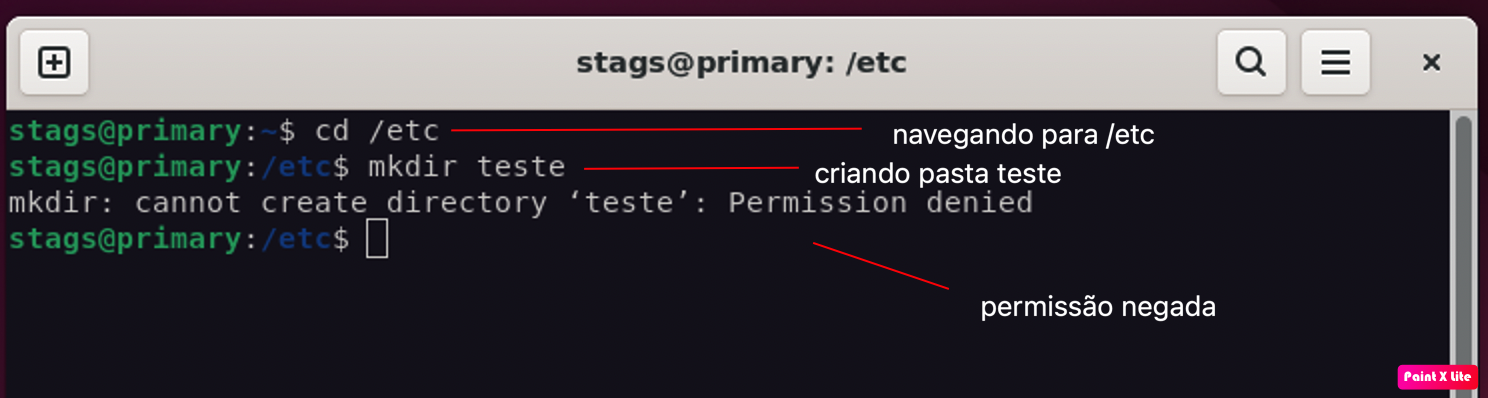 stags@primary: /etc
stags@primary:~$ cd /etc
navegando para /etc
stags@primary:/etc$ mkdir teste
criando pasta teste
mkdir: cannot create directory ‘teste’: Permission denied
stags@primary:/etc$
permissão negada
Paint X lite